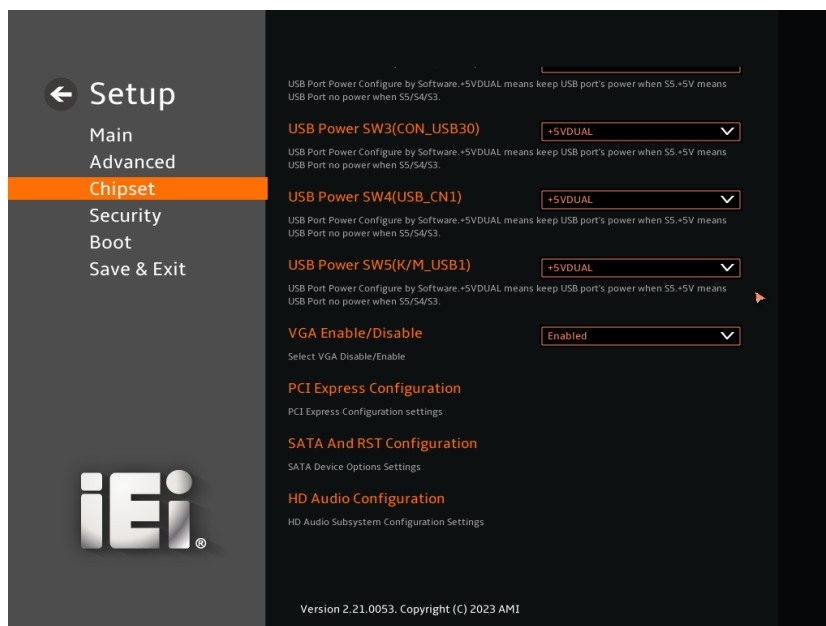 Setup
Main
Advanced
Chipset
Security
Boot
Save & Exit
iEi
®
USB Port Power Configure by Software.+5VDUAL means keep USB port's power when S5.+5V means
USB Port no power when S5/S4/S3.
USB Power SW3(CON_USB30)
+5VDUAL
USB Port Power Configure by Software.+5VDUAL means keep USB port's power when S5.+5V means
USB Port no power when S5/S4/S3.
USB Power SW4(USB_CN1)
+5VDUAL
USB Port Power Configure by Software.+5VDUAL means keep USB port's power when S5.+5V means
USB Port no power when S5/S4/S3.
USB Power SW5(K/M_USB1)
+5VDUAL
USB Port Power Configure by Software.+5VDUAL means keep USB port's power when S5.+5V means
USB Port no power when S5/S4/S3.
VGA Enable/Disable
Enabled
Select VGA Disable/Enable
PCI Express Configuration
PCI Express Configuration settings
SATA And RST Configuration
SATA Device Options Settings
HD Audio Configuration
HD Audio Subsystem Configuration Settings
Version 2.21.0053. Copyright (C) 2023 AMI